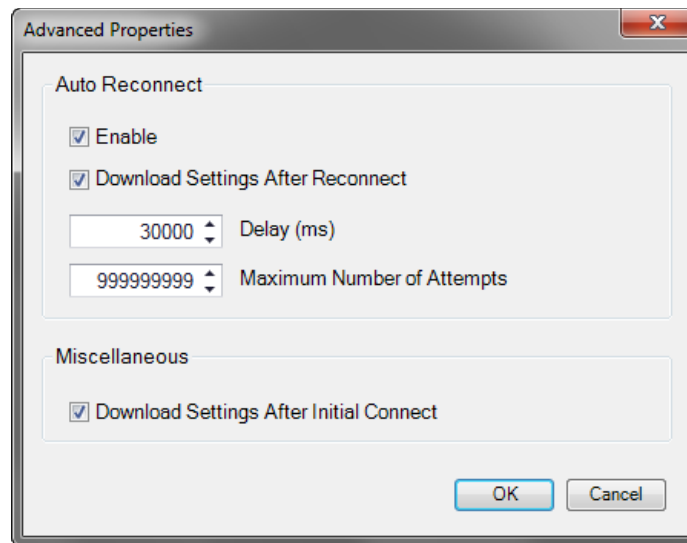 Advanced Properties
Auto Reconnect
Enable
Download Settings After Reconnect
30000 Delay (ms)
999999999 Maximum Number of Attempts
Miscellaneous
Download Settings After Initial Connect
OK Cancel